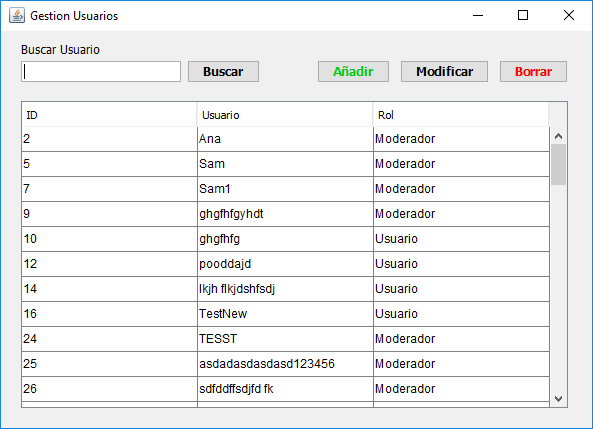 Gestion Usuarios
Buscar Usuario
Buscar Añadir Modificar Borrar
ID Usuario Rol
2 Ana Moderador
5 Sam Moderador
7 Sam1 Moderador
9 ghgfhfgyhdt Moderador
10 ghgfhfg Usuario
12 pooddajd Usuario
14 lkjh flkjdshfsdj Usuario
16 TestNew Usuario
24 TESST Moderador
25 asdadasdasdasd123456 Moderador
26 sdfddffsdjfd fk Moderador